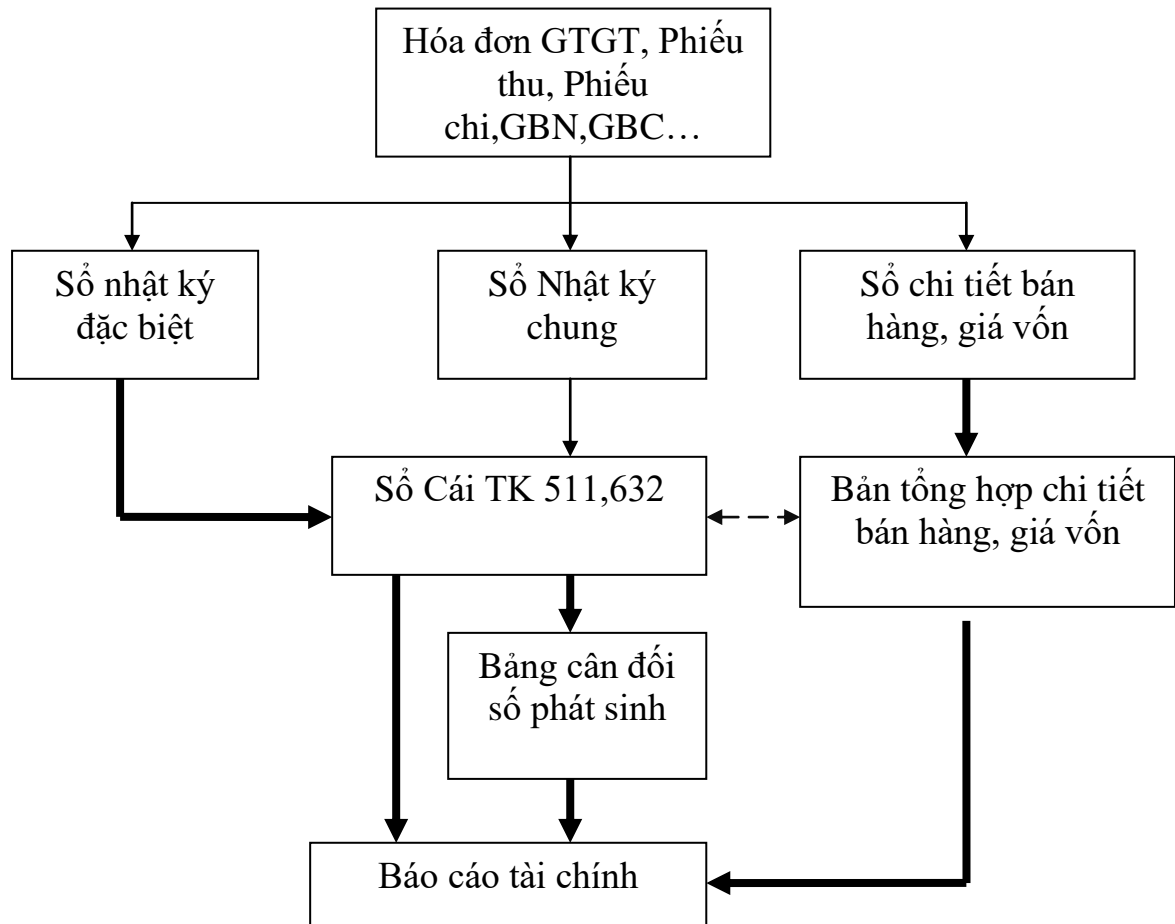 Hóa đơn GTGT, Phiếu
thu, Phiếu
chi,GBN,GBC…
Sổ nhật ký
đặc biệt
Sổ Nhật ký
chung
Sổ chi tiết bán
hàng, giá vốn
Sổ Cái TK 511,632
Bản tổng hợp chi tiết
bán hàng, giá vốn
Bảng cân đối
số phát sinh
Báo cáo tài chính